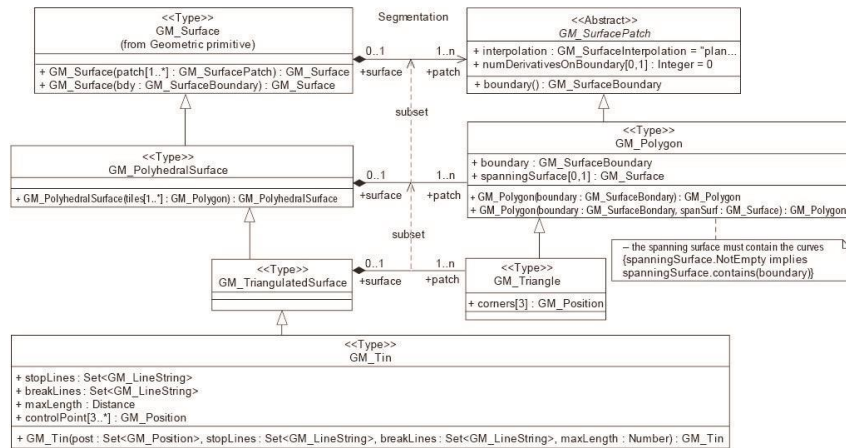 <<Type>>
GM_Surface
(from Geometric primitive)
+ GM_Surface(patch[1..*] : GM_SurfacePatch) : GM_Surface
+ GM_Surface(bdy : GM_SurfaceBoundary) : GM_Surface
Segmentation
0..1
1..n
+surface
+patch
<<Abstract>>
GM_SurfacePatch
+ interpolation : GM_SurfaceInterpolation = "plan...
+ numDerivativesOnBoundary[0,1] : Integer = 0
+ boundary() : GM_SurfaceBoundary
subset
<<Type>>
GM_PolyhedralSurface
+ GM_PolyhedralSurface(tiles[1..*] : GM_Polygon) : GM_PolyhedralSurface
0..1
1..n
+surface
+patch
<<Type>>
GM_Polygon
+ boundary : GM_SurfaceBoundary
+ spanningSurface[0,1] : GM_Surface
+ GM_Polygon(boundary : GM_SurfaceBondary) : GM_Polygon
+ GM_Polygon(boundary : GM_SurfaceBondary, spanSurf : GM_Surface) : GM_Polygon
subset
– the spanning surface must contain the curves
{spanningSurface.NotEmpty implies
spanningSurface.contains(boundary)}
<<Type>>
GM_TriangulatedSurface
0..1
1..n
+surface
+patch
<<Type>>
GM_Triangle
+ corners[3] : GM_Position
<<Type>>
GM_Tin
+ stopLines : Set<GM_LineString>
+ breakLines : Set<GM_LineString>
+ maxLength : Distance
+ controlPoint[3..*] : GM_Position
+ GM_Tin(post : Set<GM_Position>, stopLines : Set<GM_LineString>, breakLines : Set<GM_LineString>, maxLength : Number) : GM_Tin